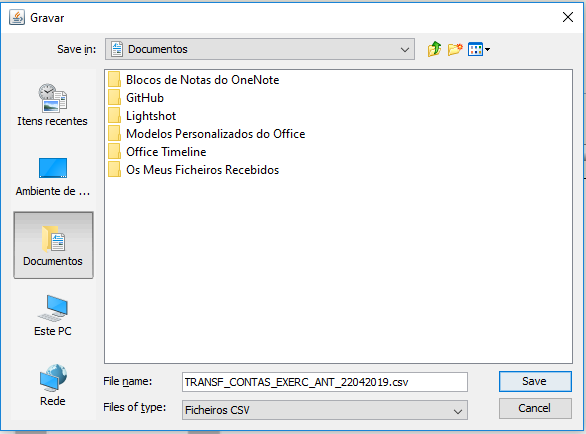 Gravar
Save in:
Documentos
Itens recentes
Ambiente de ...
Documentos
Este PC
Rede
Blocos de Notas do OneNote
GitHub
Lightshot
Modelos Personalizados do Office
Office Timeline
Os Meus Ficheiros Recebidos
File name:
TRANSF_CONTAS_EXERC_ANT_22042019.csv
Save
Files of type:
Ficheiros CSV
Cancel